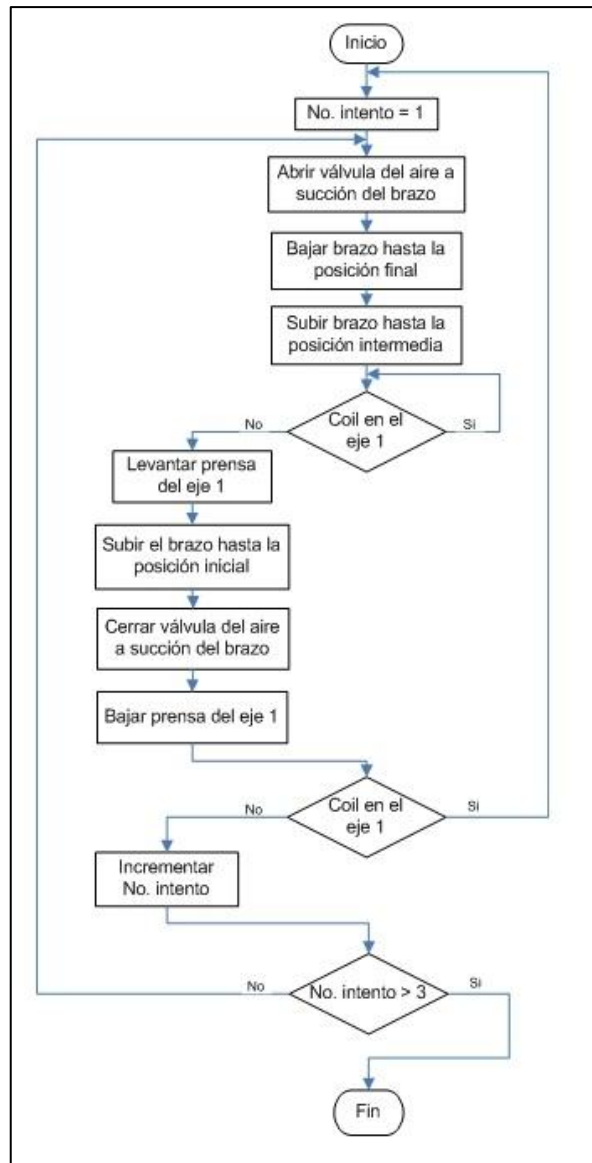 Inicio
No. intento = 1
Abrir válvula del aire a
succión del brazo
Bajar brazo hasta la
posición final
Subir brazo hasta la
posición intermedia
Coil en el
eje 1
No
Si
Levantar prensa
del eje 1
Subir el brazo hasta la
posición inicial
Cerrar válvula del aire
a succión del brazo
Bajar prensa del eje 1
Coil en el
eje 1
No
Si
Incrementar
No. intento
No. intento > 3
No
Si
Fin